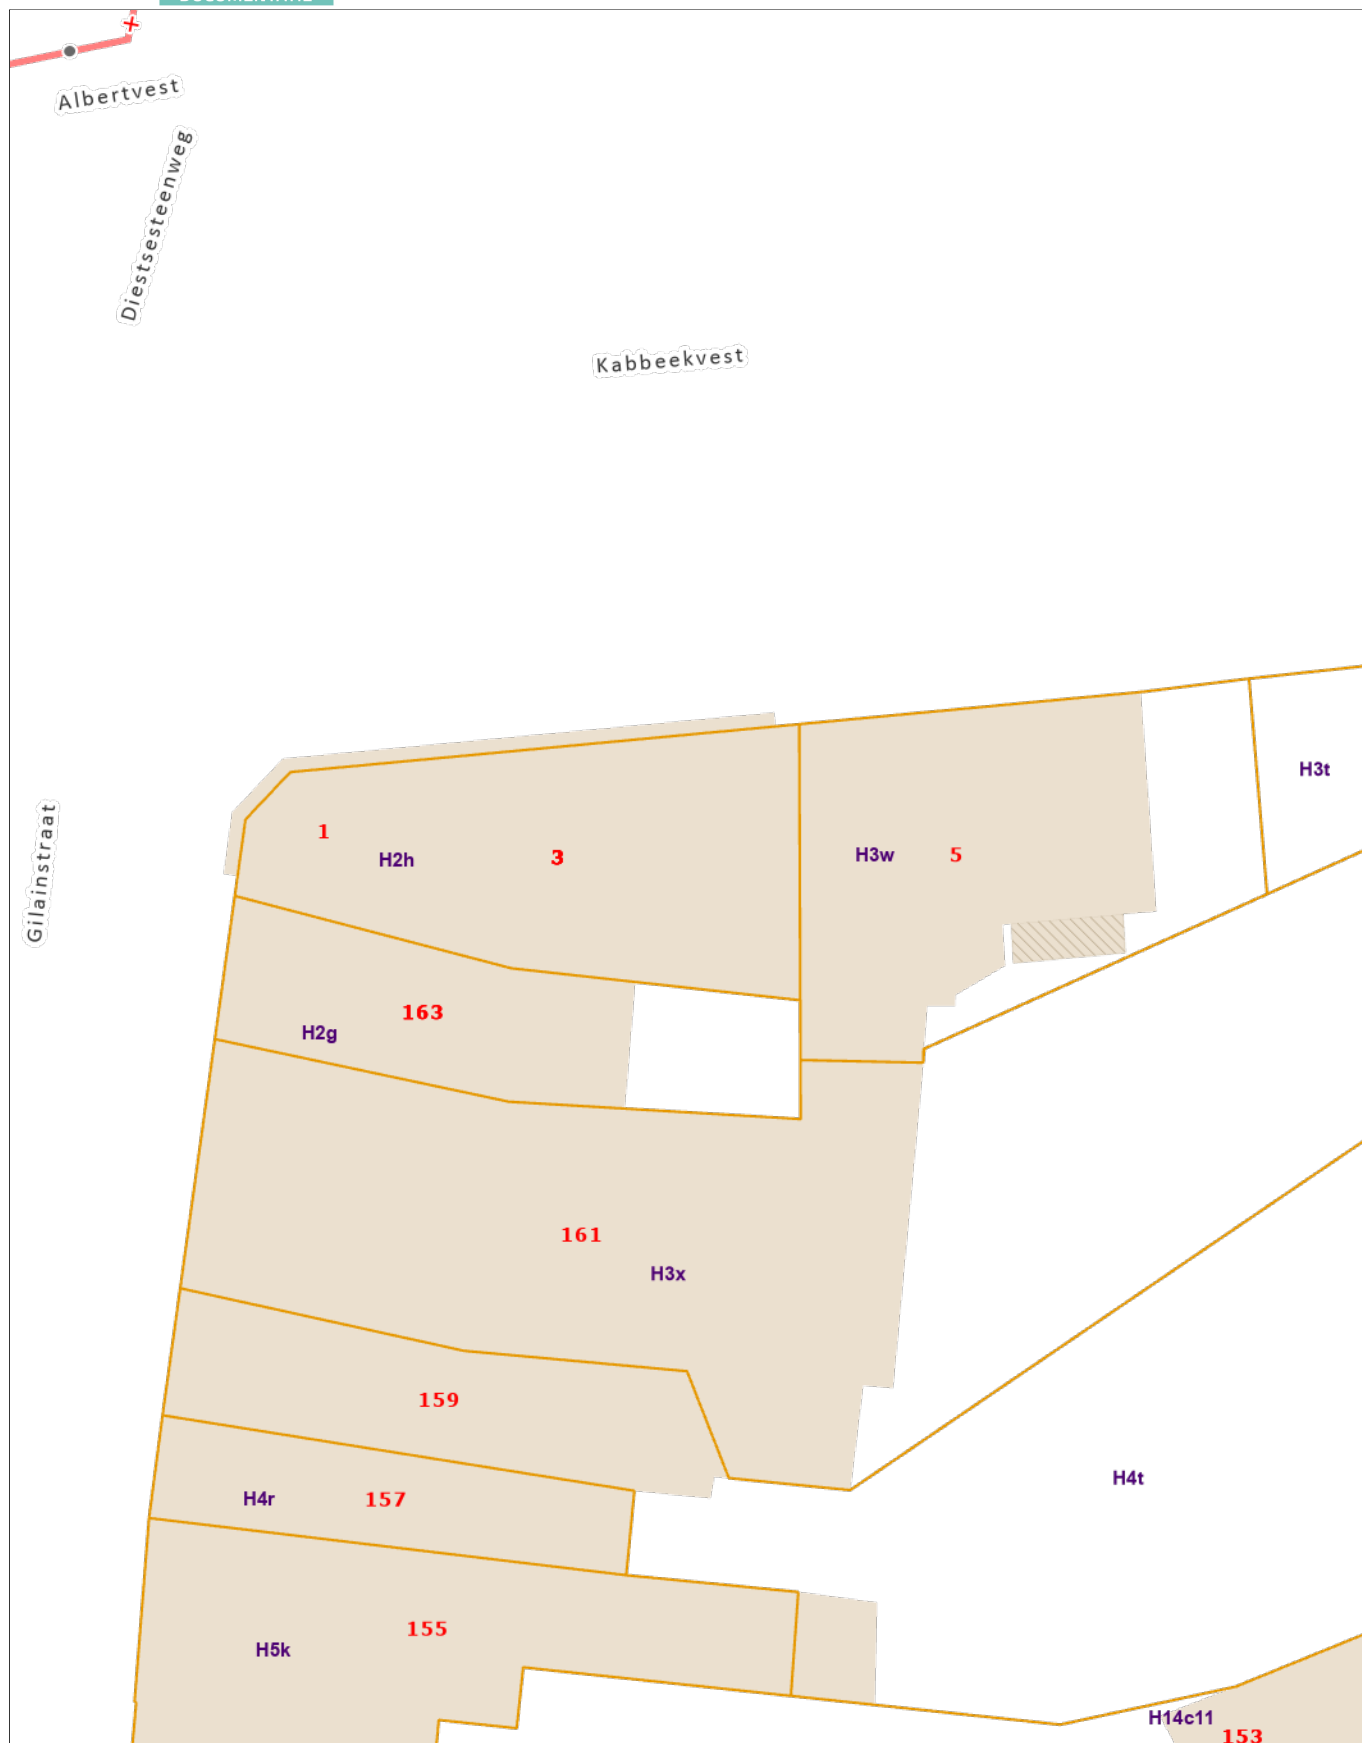 Albertvest
Diestsesteenweg
Kabbeekvest
H3t
1
H2h
3
H3w
5
Gilainstraat
163
H2g
161
H3x
159
H4t
H4r
157
155
H5k
H14c11
153